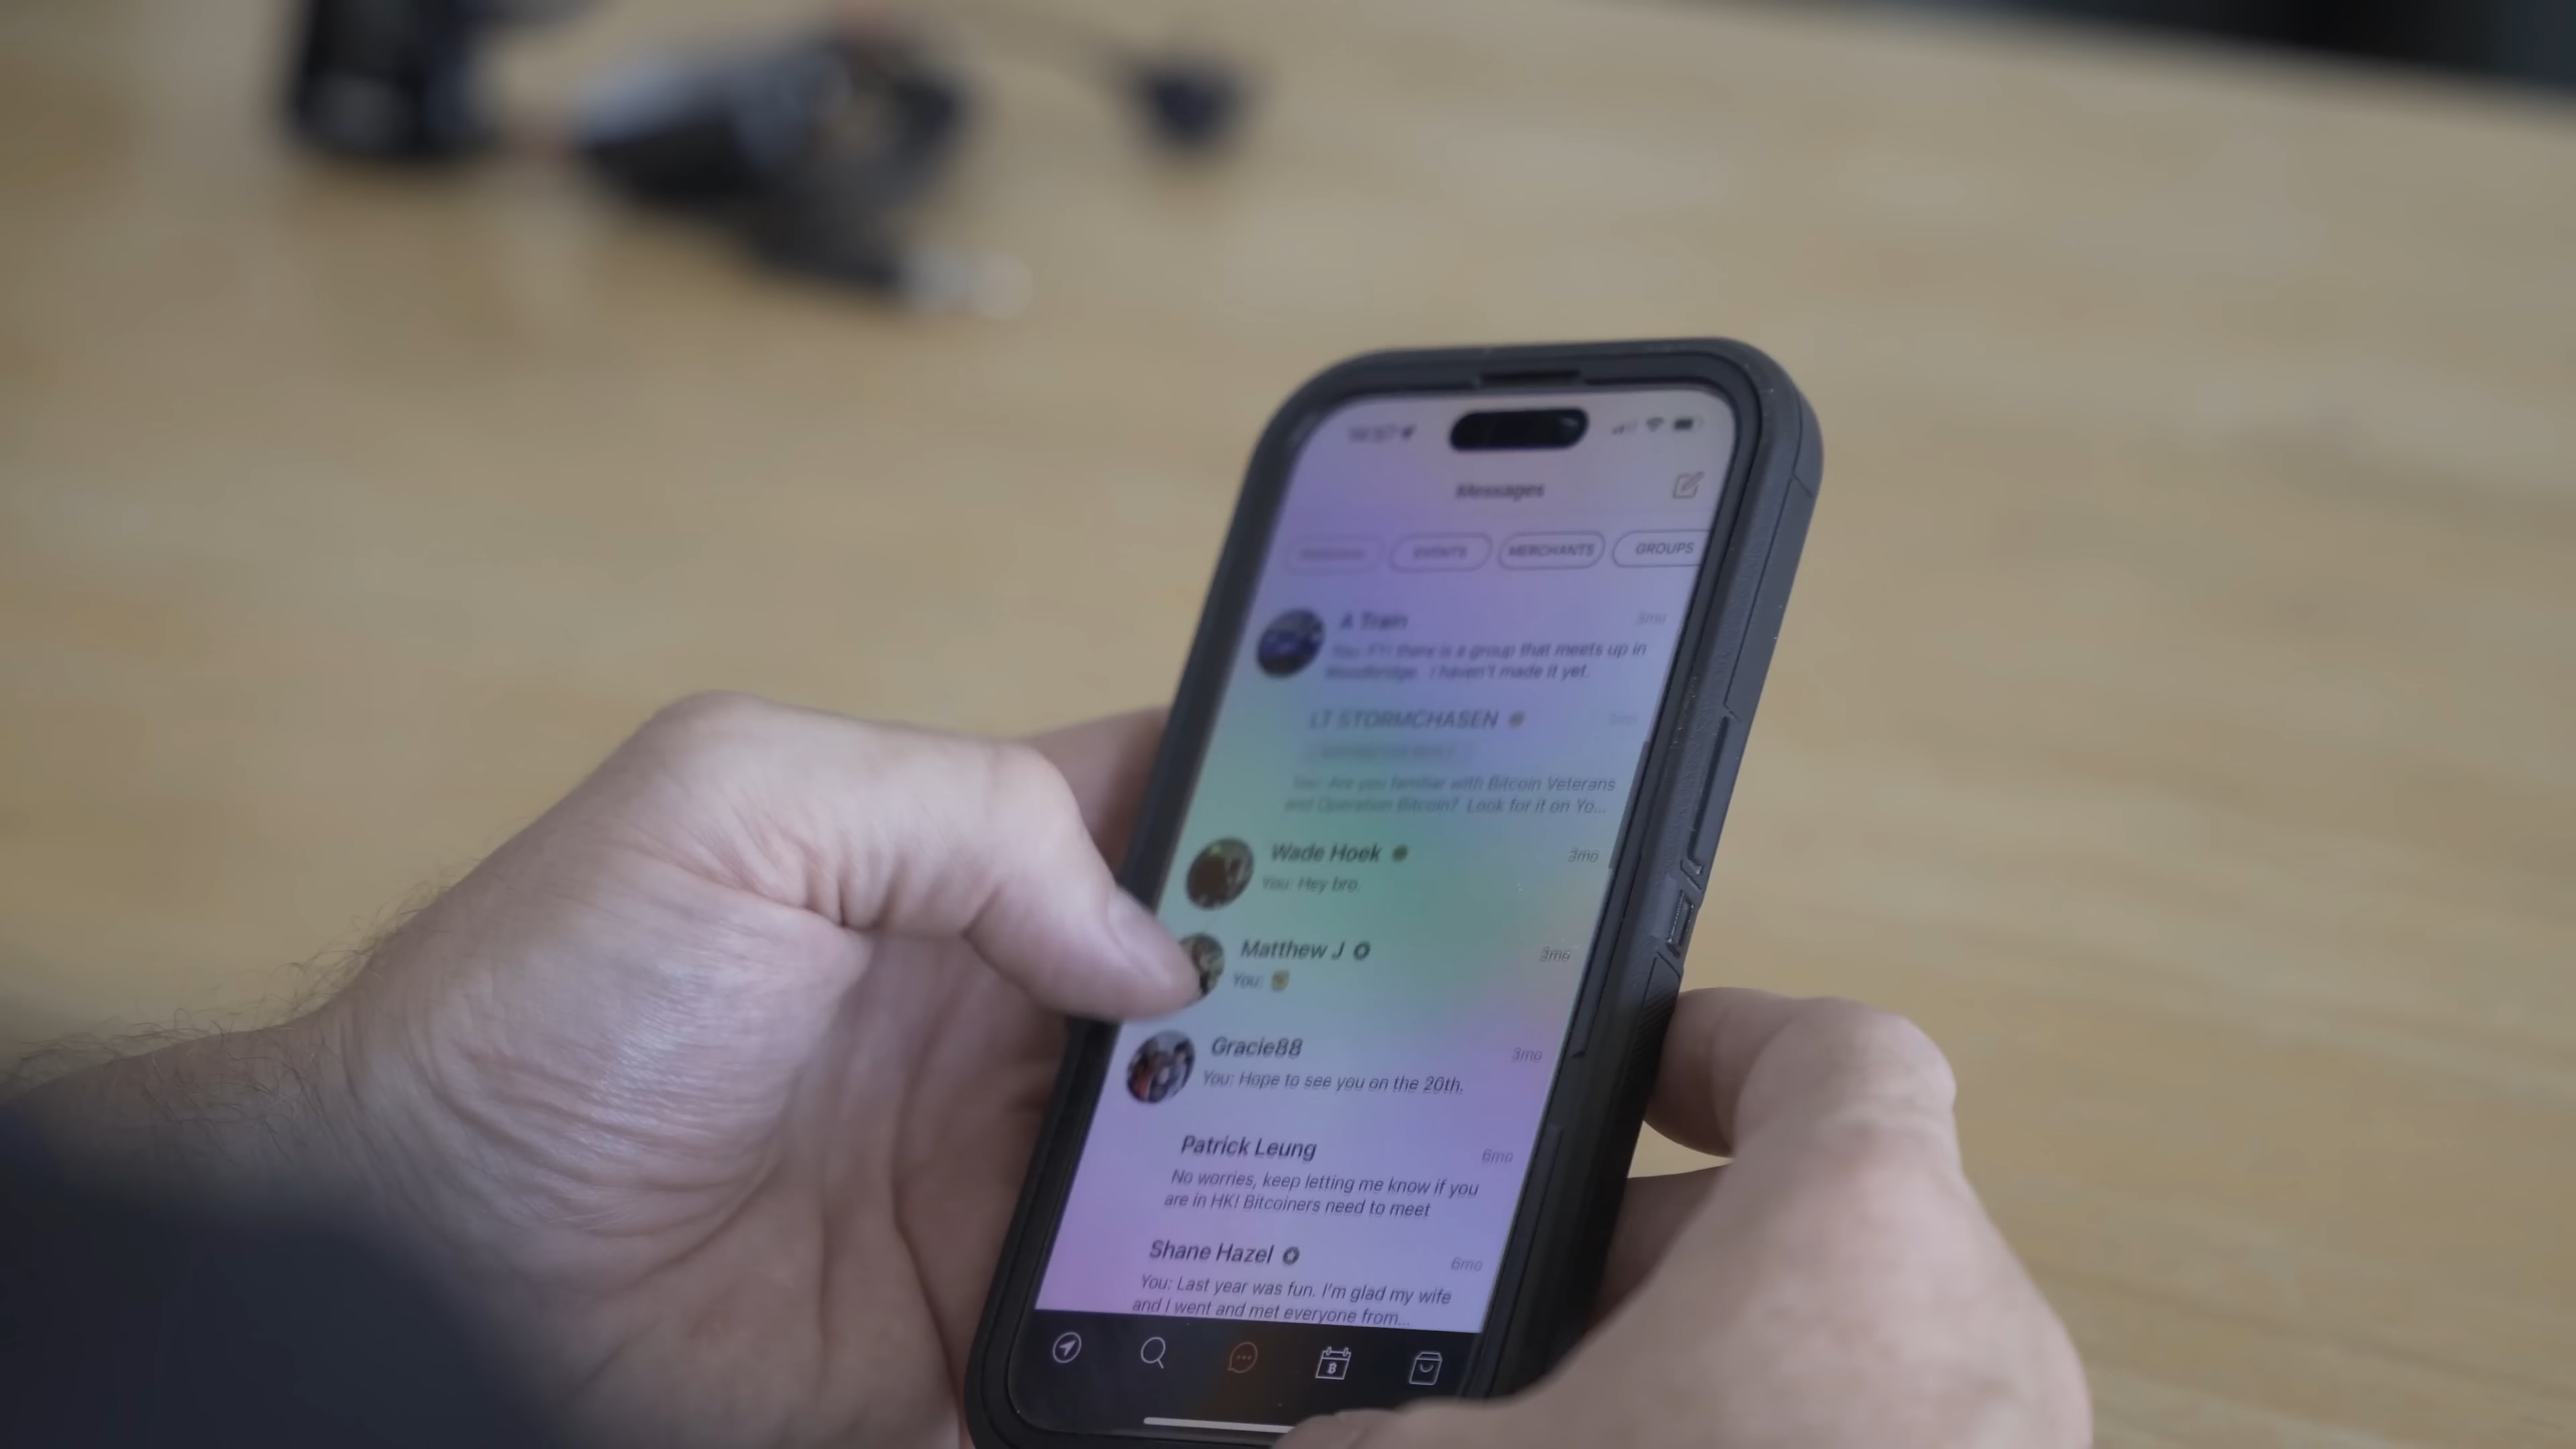 Messages
EVENTS
MERCHANTS
GROUPS
A Train
3mo
You: FYI there is a group that meets up in
Woodbridge. I haven't made it yet.
LT STORMCHASEN
You: Are you familiar with Bitcoin Veterans
and Operation Bitcoin? Look for it on Yo...
Wade Hoek
3mo
You: Hey bro.
Matthew J
3mo
You:
Gracie88
3mo
You: Hope to see you on the 20th.
Patrick Leung
6mo
No worries, keep letting me know if you
are in HK! Bitcoiners need to meet
Shane Hazel
6mo
You: Last year was fun. I'm glad my wife
and I went and met everyone from...